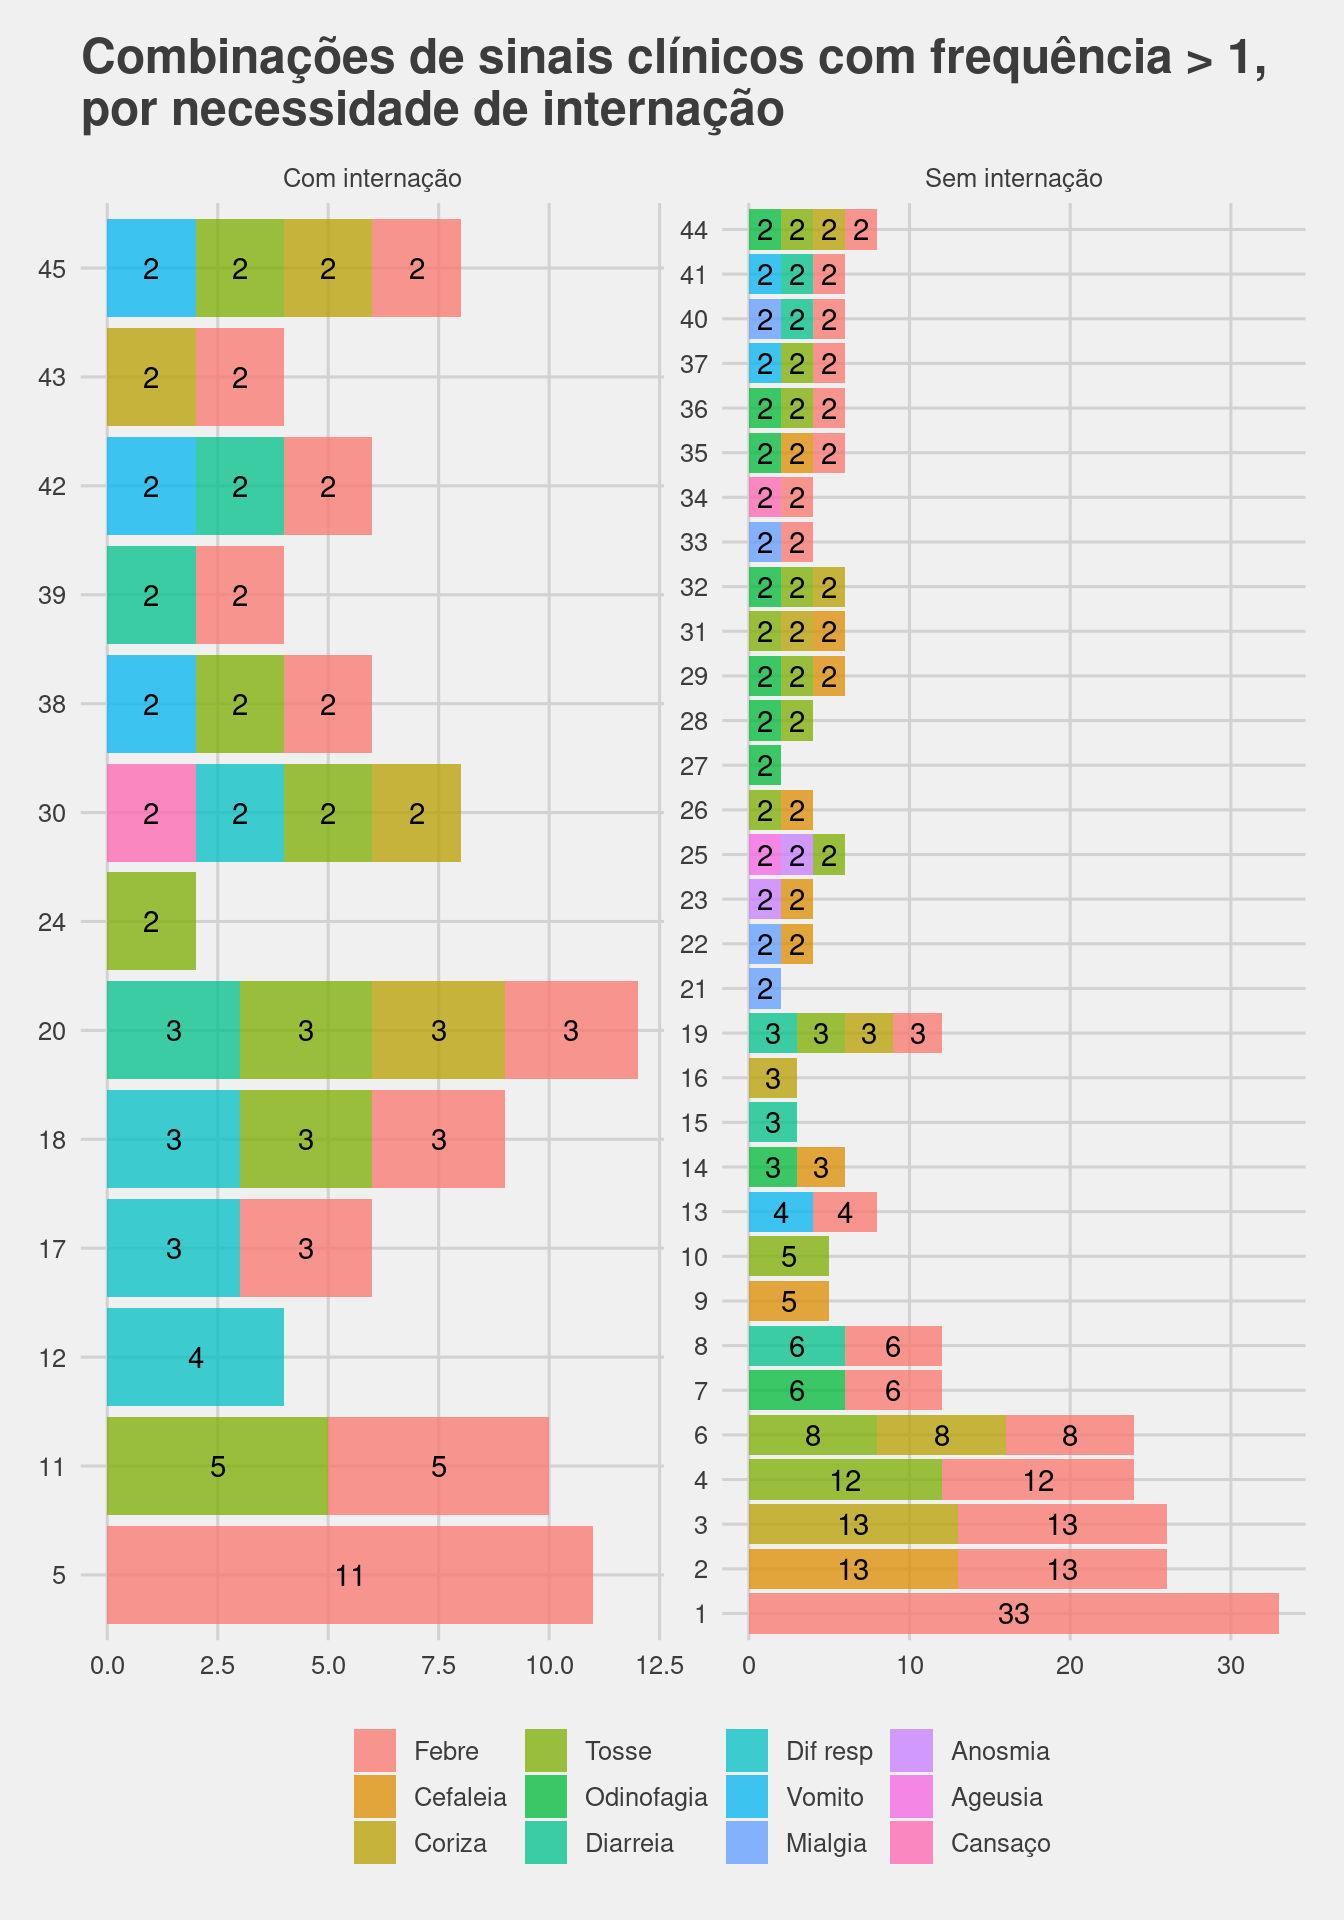 Combinações de sinais clínicos com frequência > 1,
por necessidade de internação
Com internação
45 2 2 2 2
43 2 2
42 2 2 2
39 2 2
38 2 2 2
30 2 2 2 2
24 2
20 3 3 3 3
18 3 3 3
17 3 3
12 4
11 5 5
5 11
0.0 2.5 5.0 7.5 10.0 12.5
Sem internação
44 2 2 2 2
41 2 2 2
40 2 2 2
37 2 2 2
36 2 2 2
35 2 2 2
34 2 2
33 2 2
32 2 2 2
31 2 2 2
29 2 2 2
28 2 2
27 2
26 2 2
25 2 2 2
23 2 2
22 2 2
21 2
19 3 3 3 3
16 3
15 3
14 3 3
13 4 4
10 5
9 5
8 6 6
7 6 6
6 8 8 8
4 12 12
3 13 13
2 13 13
1 33
0 10 20 30
Febre Tosse Dif resp Anosmia
Cefaleia Odinofagia Vomito Ageusia
Coriza Diarreia Mialgia Cansaço